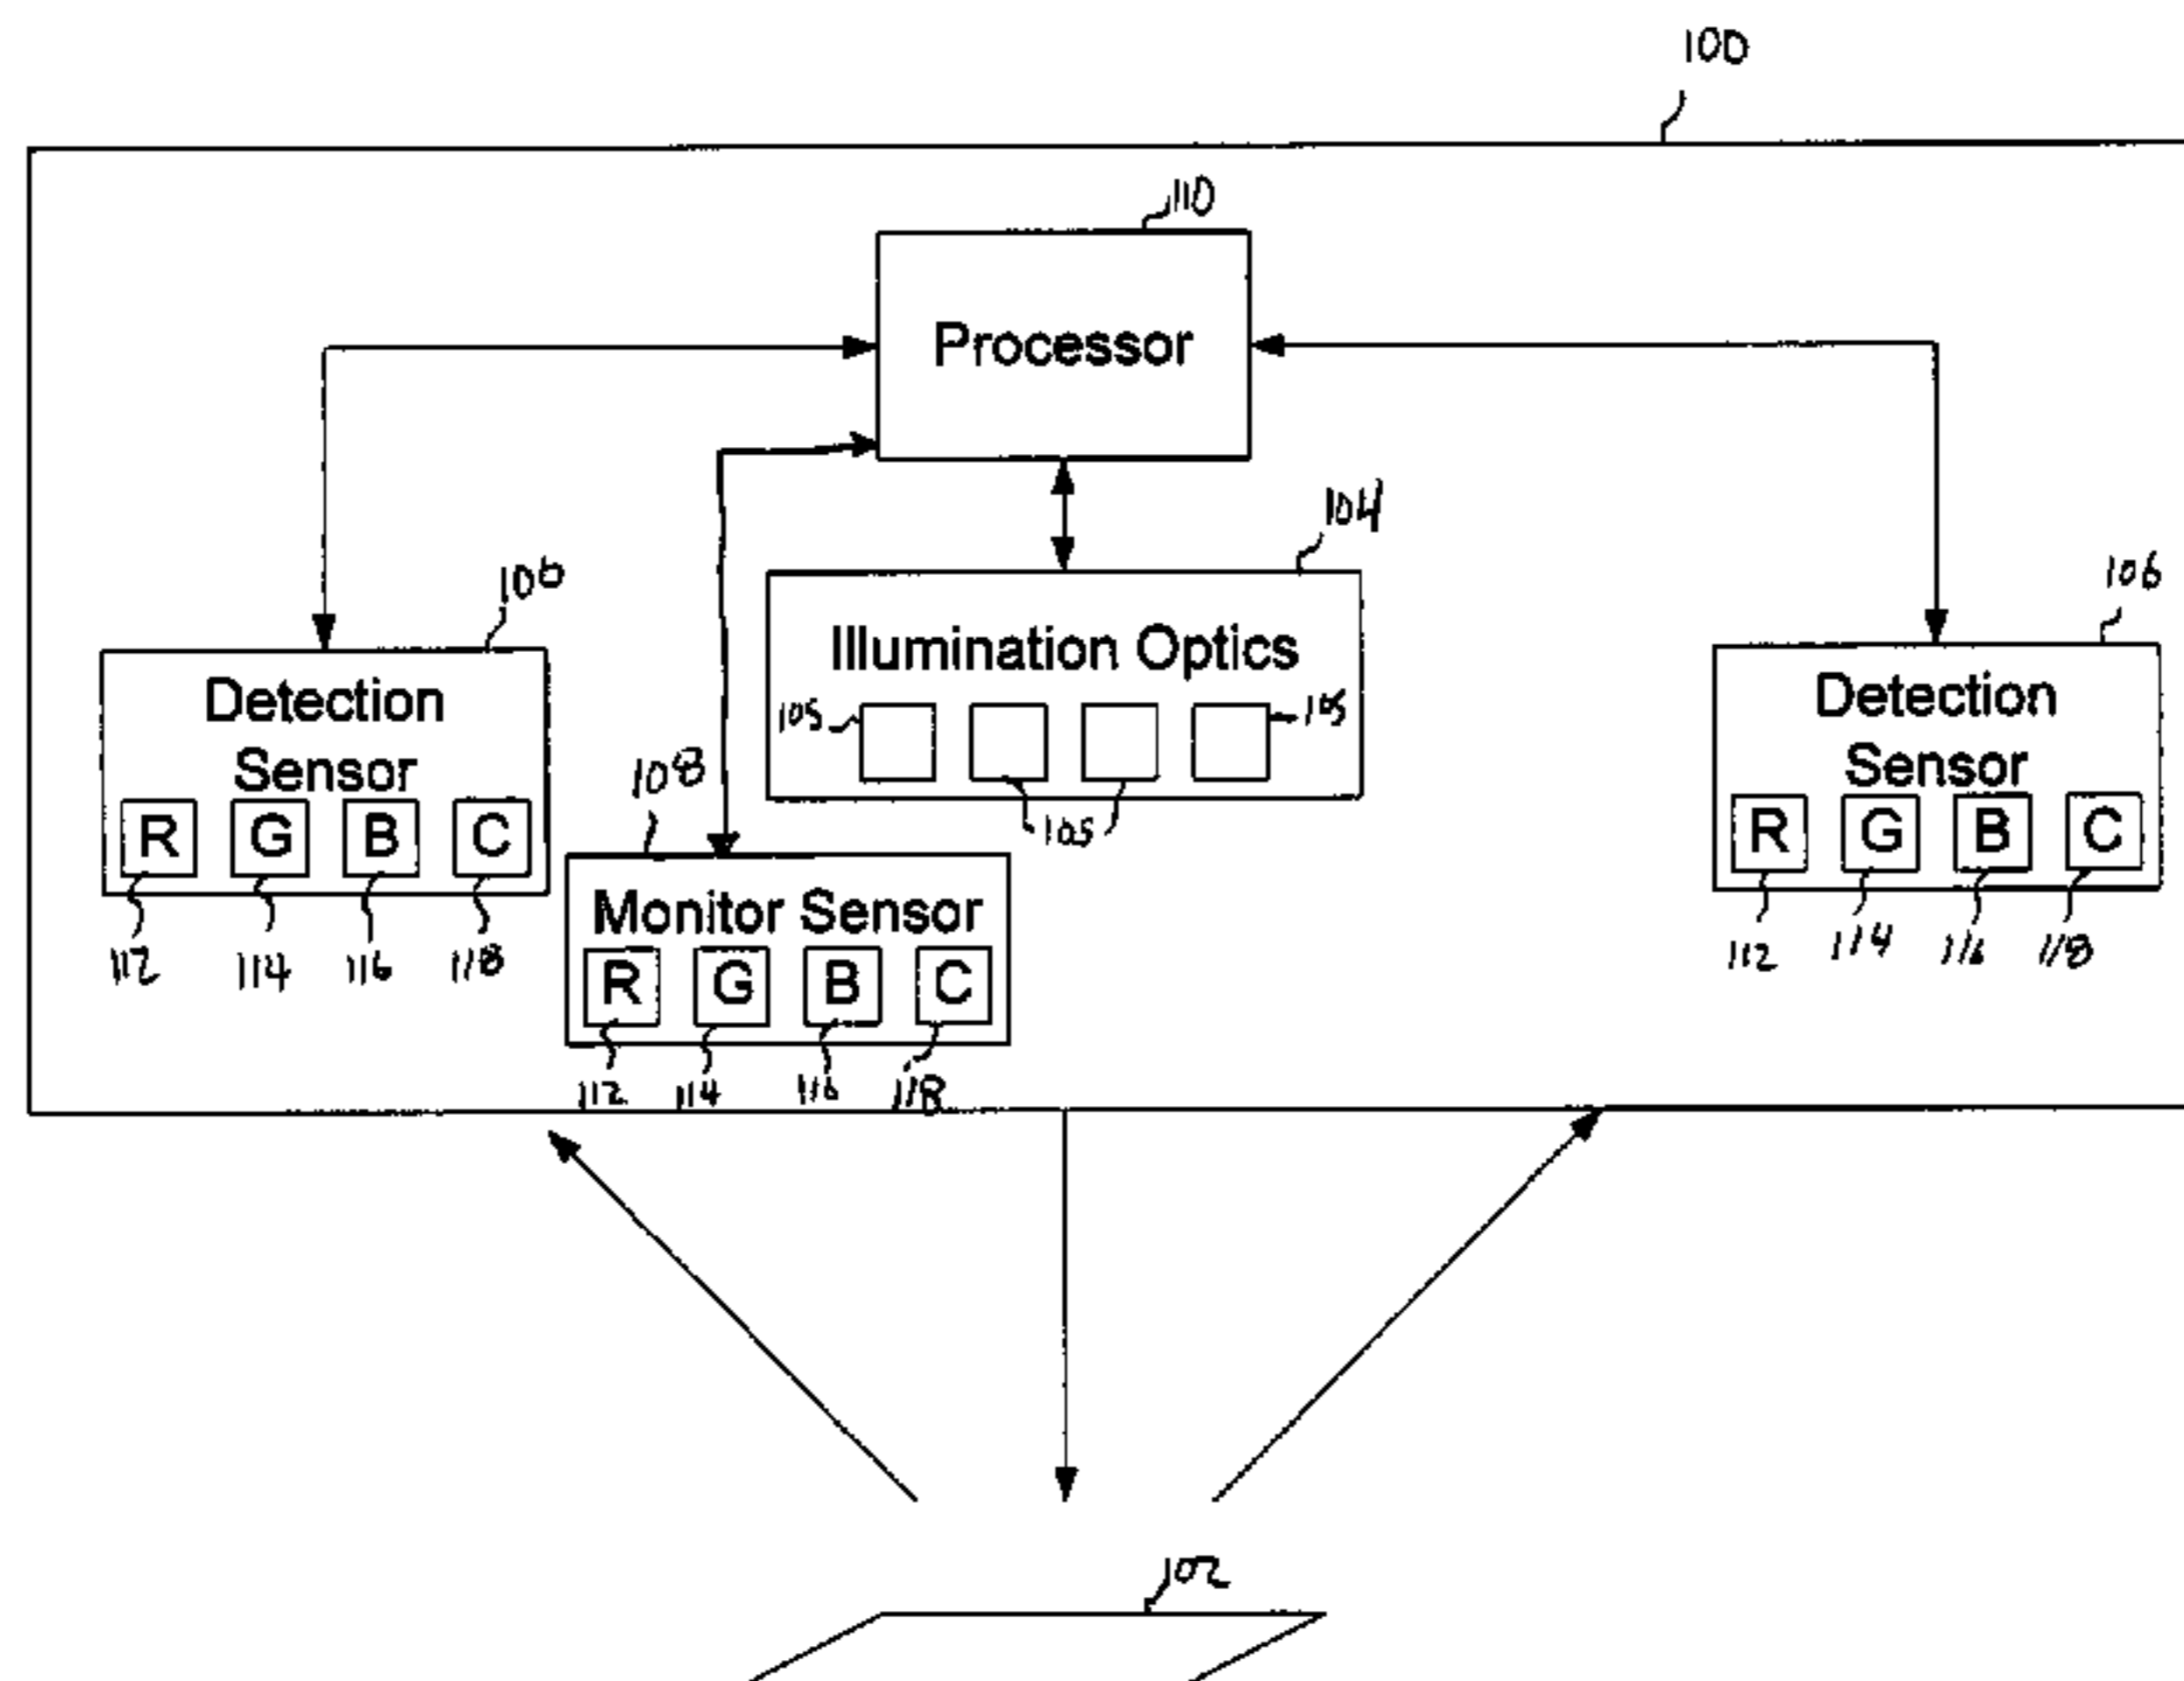 100
110
Processor
104
106
106
Illumination Optics
Detection
Sensor
Detection
Sensor
105
105
108
105
R G B C
R G B C
Monitor Sensor
112 114 116 118
112 114 116 118
R G B C
112 114 116 118
102